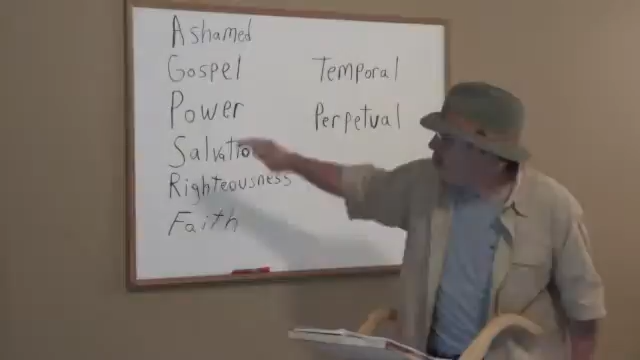 Ashamed
Gospel
Power
Salvatio
Righteousness
Faith
Temporal
Perpetual